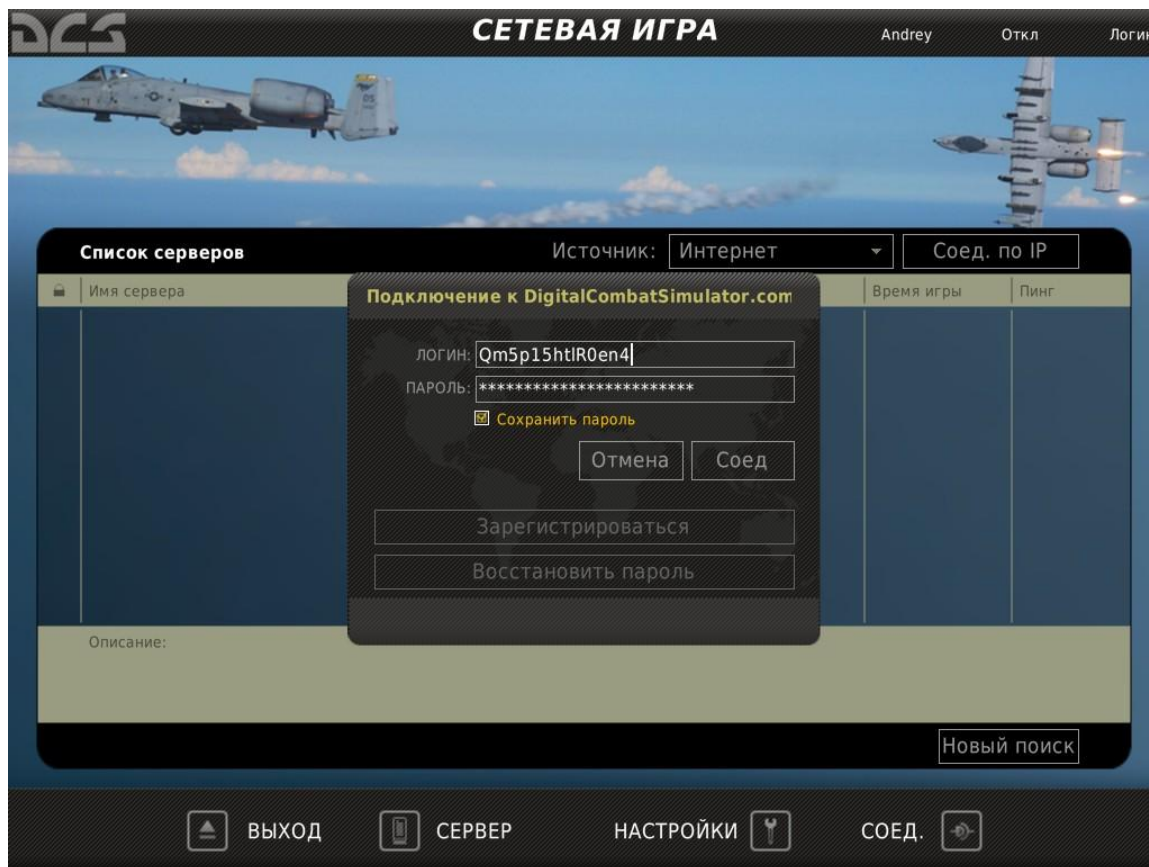 DCS
СЕТЕВАЯ ИГРА
Andrey Откл Логин
Список серверов Источник: Интернет Соед. по IP
Имя сервера Время игры Пинг
Подключение к DigitalCombatSimulator.com
ЛОГИН: Qm5p15htlR0en4
ПАРОЛЬ: ************************
Сохранить пароль
Отмена Соед
Зарегистрироваться
Восстановить пароль
Описание:
Новый поиск
ВЫХОД СЕРВЕР НАСТРОЙКИ СОЕД.